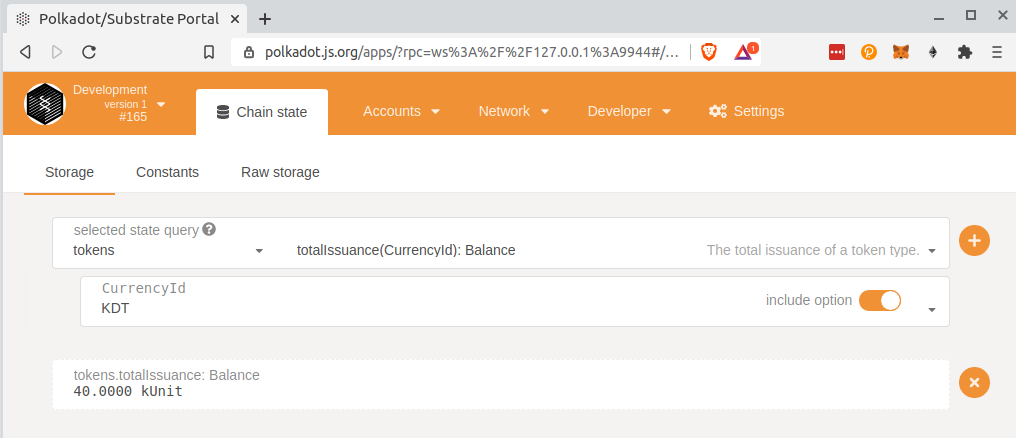 Polkadot/Substrate Portal
polkadot.js.org/apps/?rpc=ws%3A%2F%2F127.0.0.1%3A9944#/...
1
Development
version 1
#165
Chain state
Accounts
Network
Developer
Settings
Storage
Constants
Raw storage
selected state query
tokens
totalIssuance(CurrencyId): Balance
The total issuance of a token type.
CurrencyId
KDT
include option
tokens.totalIssuance: Balance
40.0000 kUnit